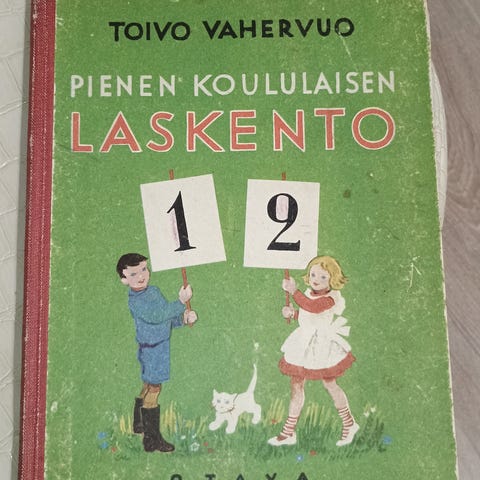 TOIVO VAHERVUO
PIENEN KOULULAISEN
LASKENTO
1 2
OTAVA